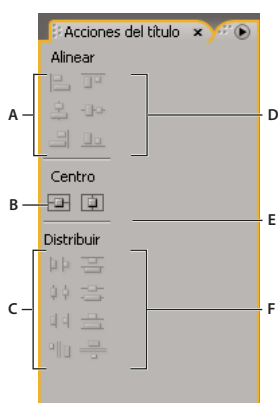 Acciones del título x
Alinear
A
D
Centro
B
E
Distribuir
C
F